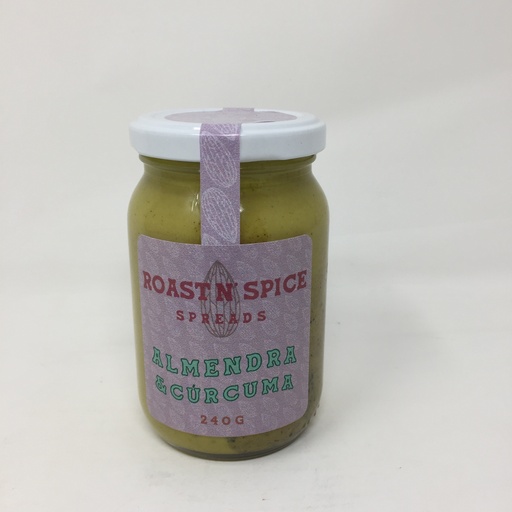 ROAST N' SPICE
SPREADS
ALMENDRA
& CÚRCUMA
240G